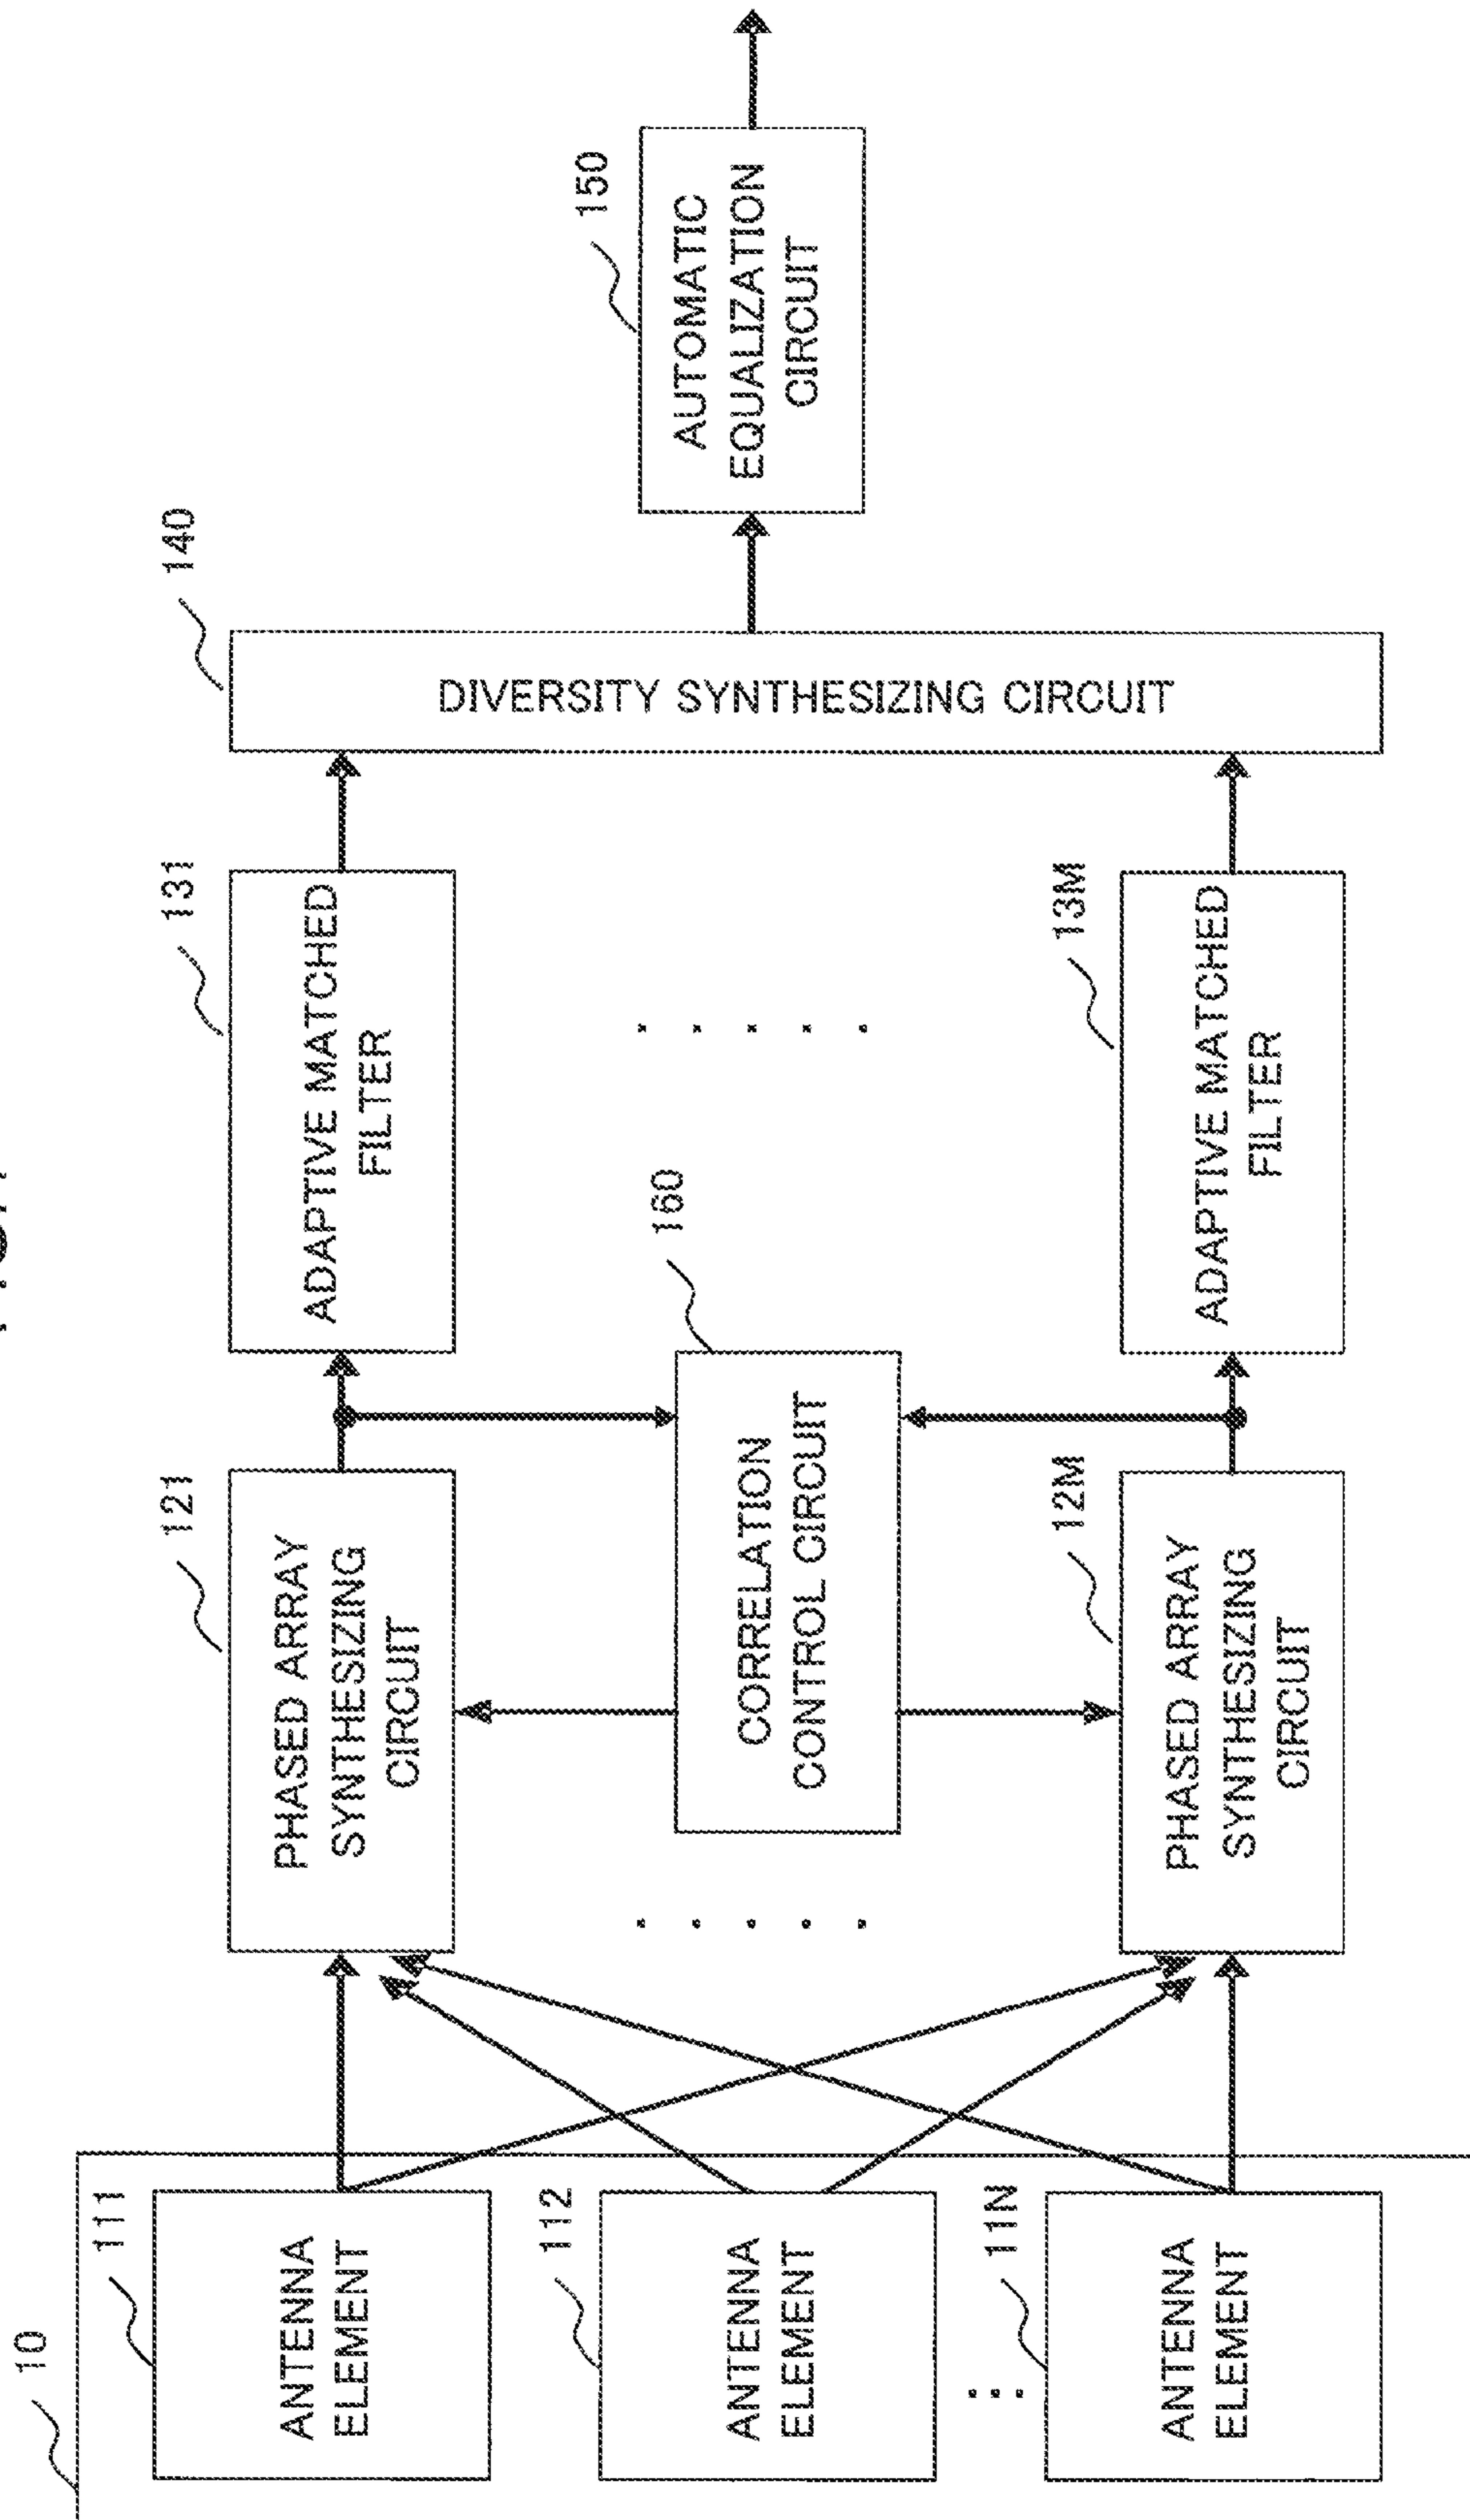 10
111
ANTENNA
ELEMENT
112
ANTENNA
ELEMENT
11N
ANTENNA
ELEMENT
121
PHASED ARRAY
SYNTHESIZING
CIRCUIT
12M
PHASED ARRAY
SYNTHESIZING
CIRCUIT
160
CORRELATION
CONTROL CIRCUIT
131
ADAPTIVE MATCHED
FILTER
13M
ADAPTIVE MATCHED
FILTER
140
DIVERSITY SYNTHESIZING CIRCUIT
150
AUTOMATIC
EQUALIZATION
CIRCUIT